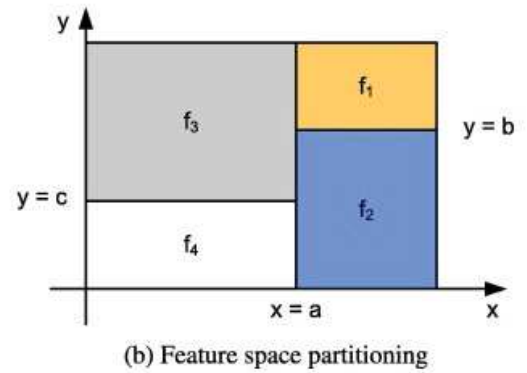 y
f₁
f₃
y = b
y = c
f₂
f₄
x = a
x
(b) Feature space partitioning